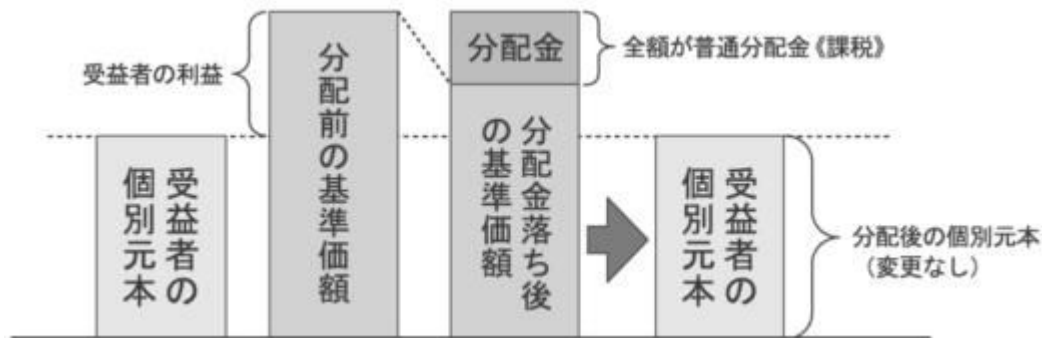 受益者の利益
受益者の
個別元本
分配前の基準価額
分配金
全額が普通分配金《課税》
分配金落ち後
の基準価額
受益者の
個別元本
分配後の個別元本
（変更なし）